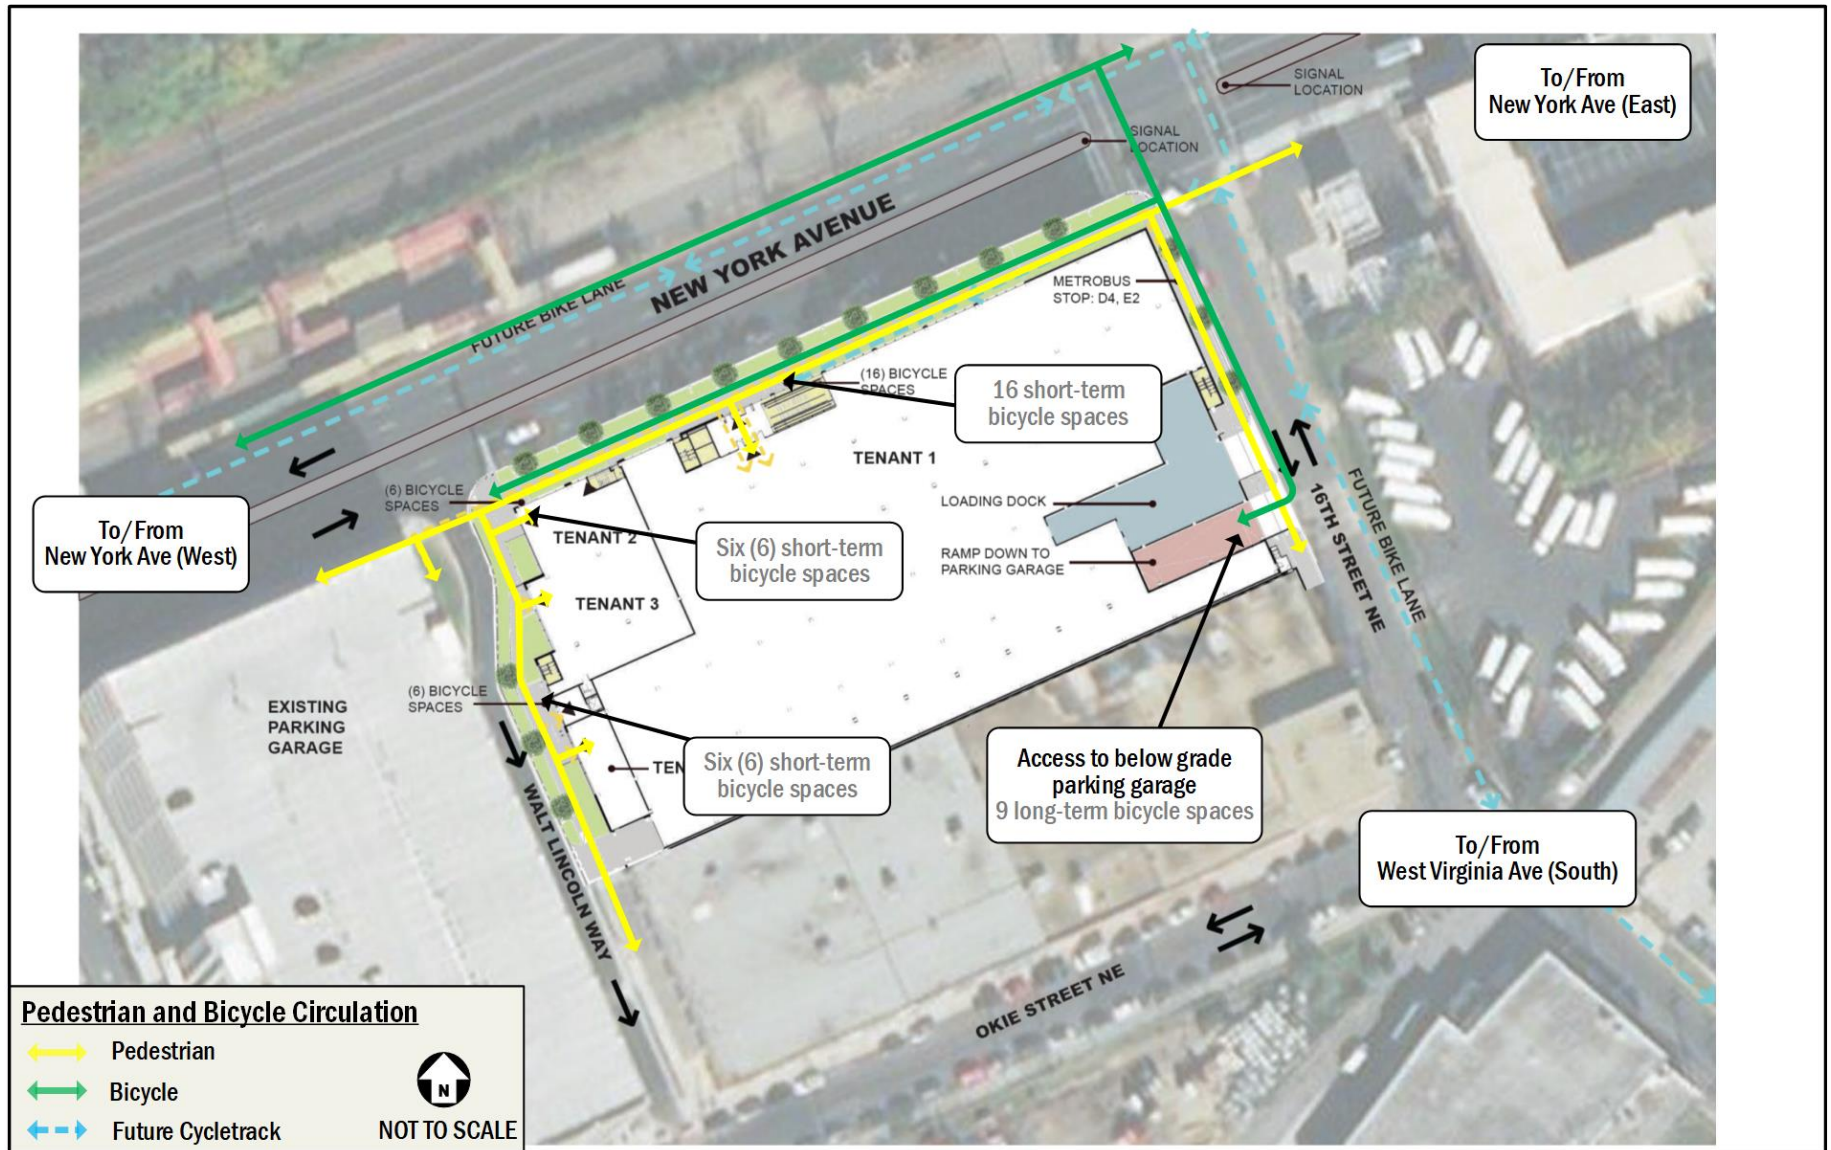 SIGNAL
LOCATION
To/From
New York Ave (East)
SIGNAL
LOCATION
NEW YORK AVENUE
FUTURE BIKE LANE
METROBUS
STOP: D4, E2
(16) BICYCLE
SPACES
16 short-term
bicycle spaces
TENANT 1
(6) BICYCLE
SPACES
LOADING DOCK
16TH STREET NE
FUTURE BIKE LANE
To/From
New York Ave (West)
TENANT 2
Six (6) short-term
bicycle spaces
RAMP DOWN TO
PARKING GARAGE
TENANT 3
(6) BICYCLE
SPACES
EXISTING
PARKING
GARAGE
Six (6) short-term
bicycle spaces
TEN
Access to below grade
parking garage
9 long-term bicycle spaces
WALT LINCOLN WAY
To/From
West Virginia Ave (South)
OKIE STREET NE
Pedestrian and Bicycle Circulation
Pedestrian
Bicycle
Future Cycletrack
N
NOT TO SCALE